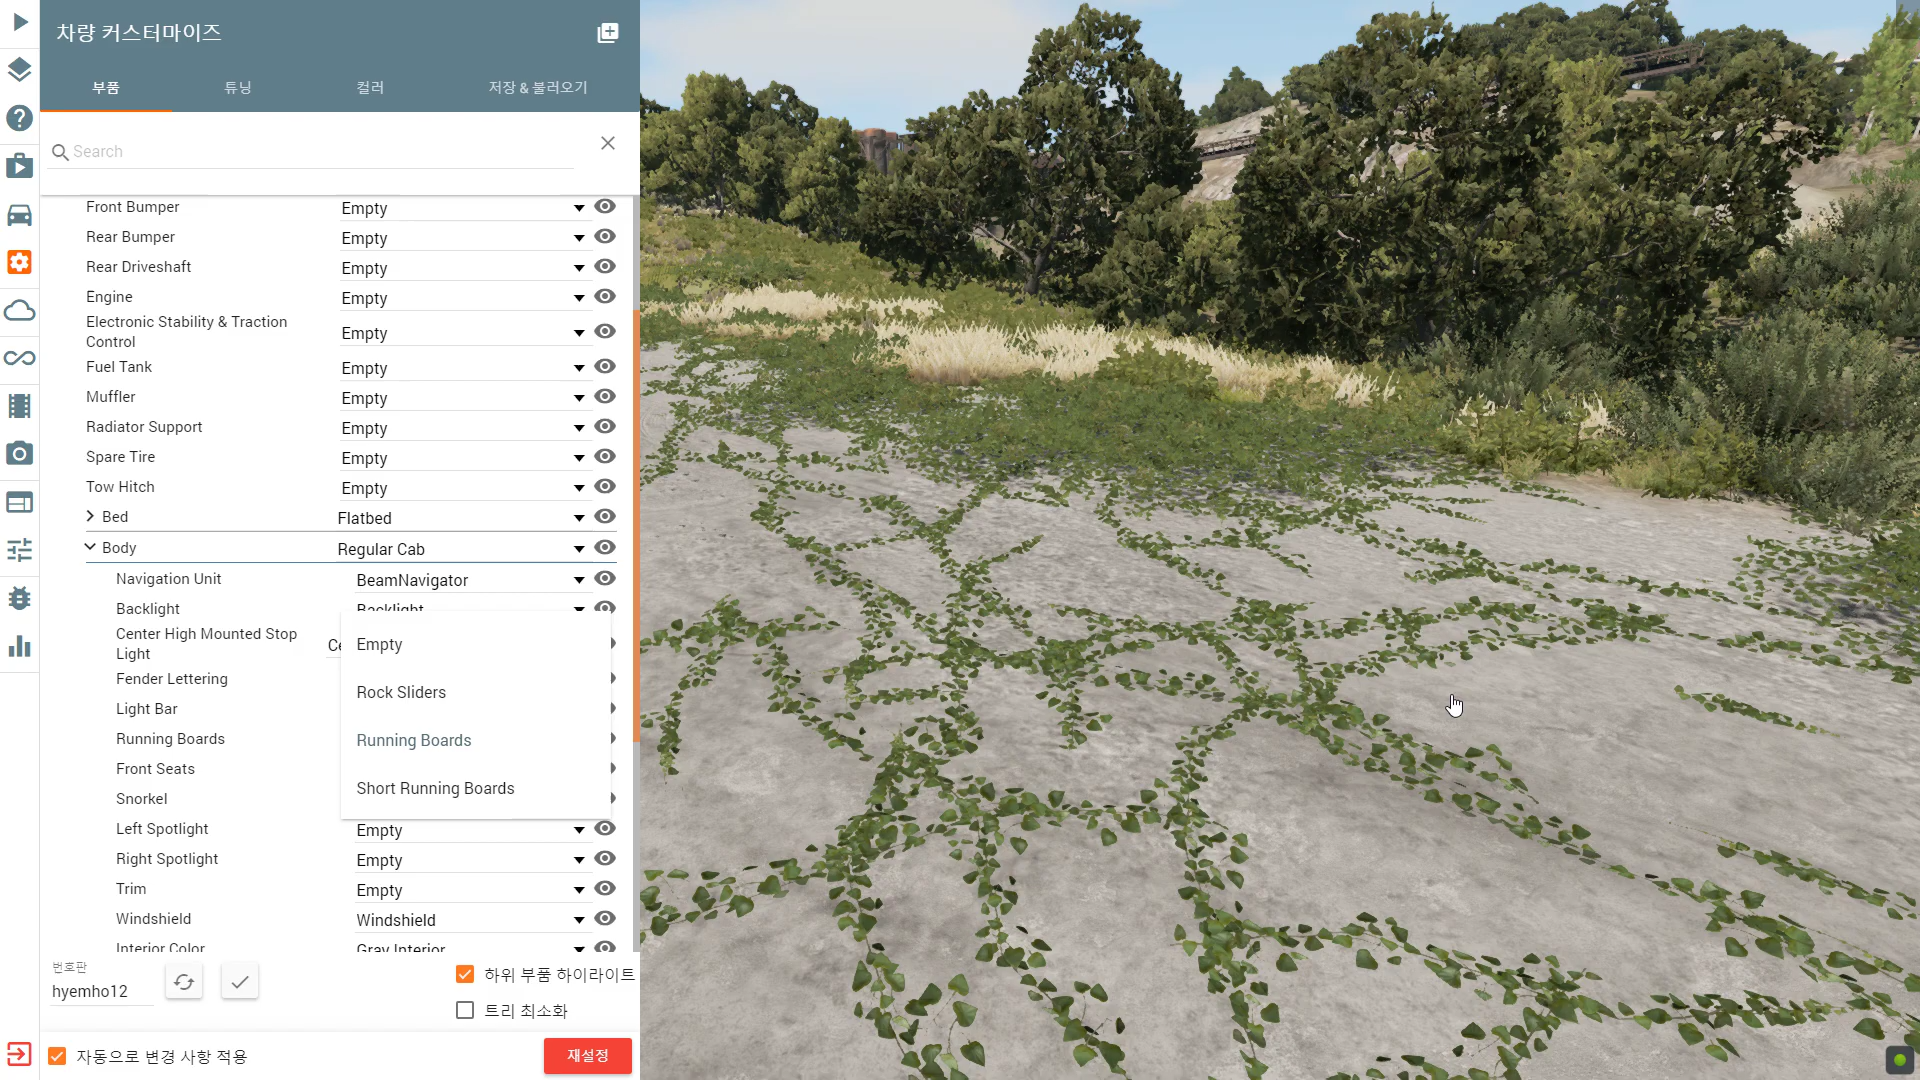 차량 커스터마이즈
부품 튜닝 컬러 저장 & 불러오기
Search
Front Bumper Empty
Rear Bumper Empty
Rear Driveshaft Empty
Engine Empty
Electronic Stability & Traction
Control Empty
Fuel Tank Empty
Muffler Empty
Radiator Support Empty
Spare Tire Empty
Tow Hitch Empty
Bed Flatbed
Body Regular Cab
Navigation Unit BeamNavigator
Backlight Backlight
Center High Mounted Stop
Light
Fender Lettering
Light Bar
Running Boards
Front Seats
Snorkel
Empty
Rock Sliders
Running Boards
Short Running Boards
Left Spotlight Empty
Right Spotlight Empty
Trim Empty
Windshield Windshield
Interior Color Gray Interior
번호판
hyemho12
하위 부품 하이라이트
트리 최소화
자동으로 변경 사항 적용
재설정